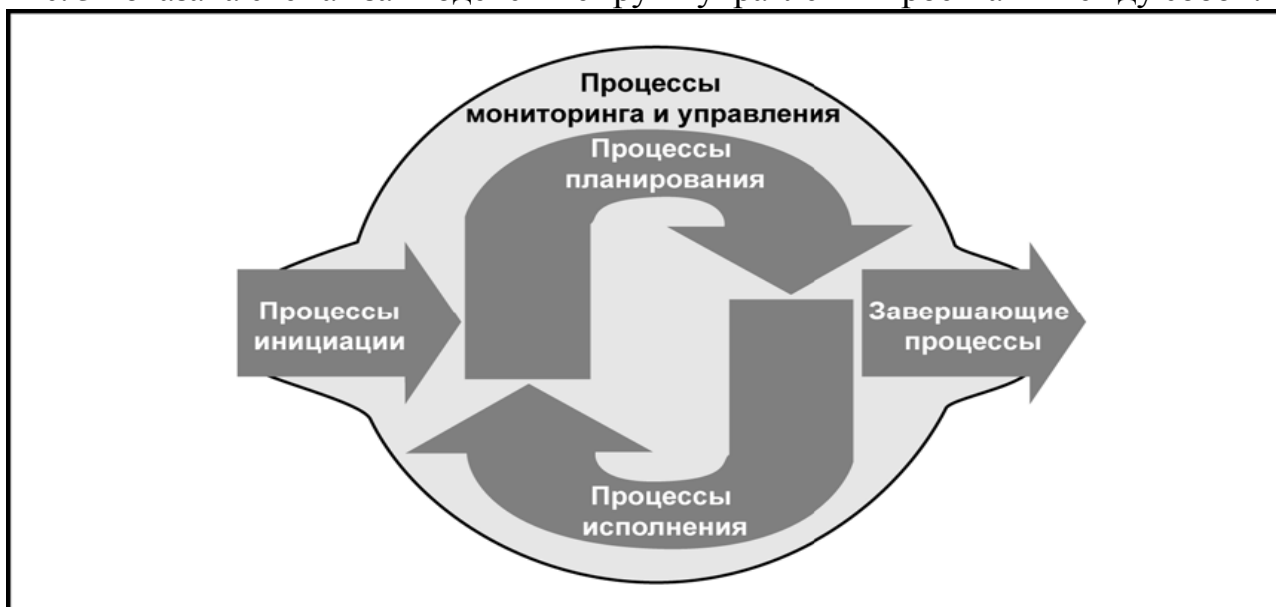 Процессы
мониторинга и управления
Процессы
планирования
Процессы
инициации
Завершающие
процессы
Процессы
исполнения